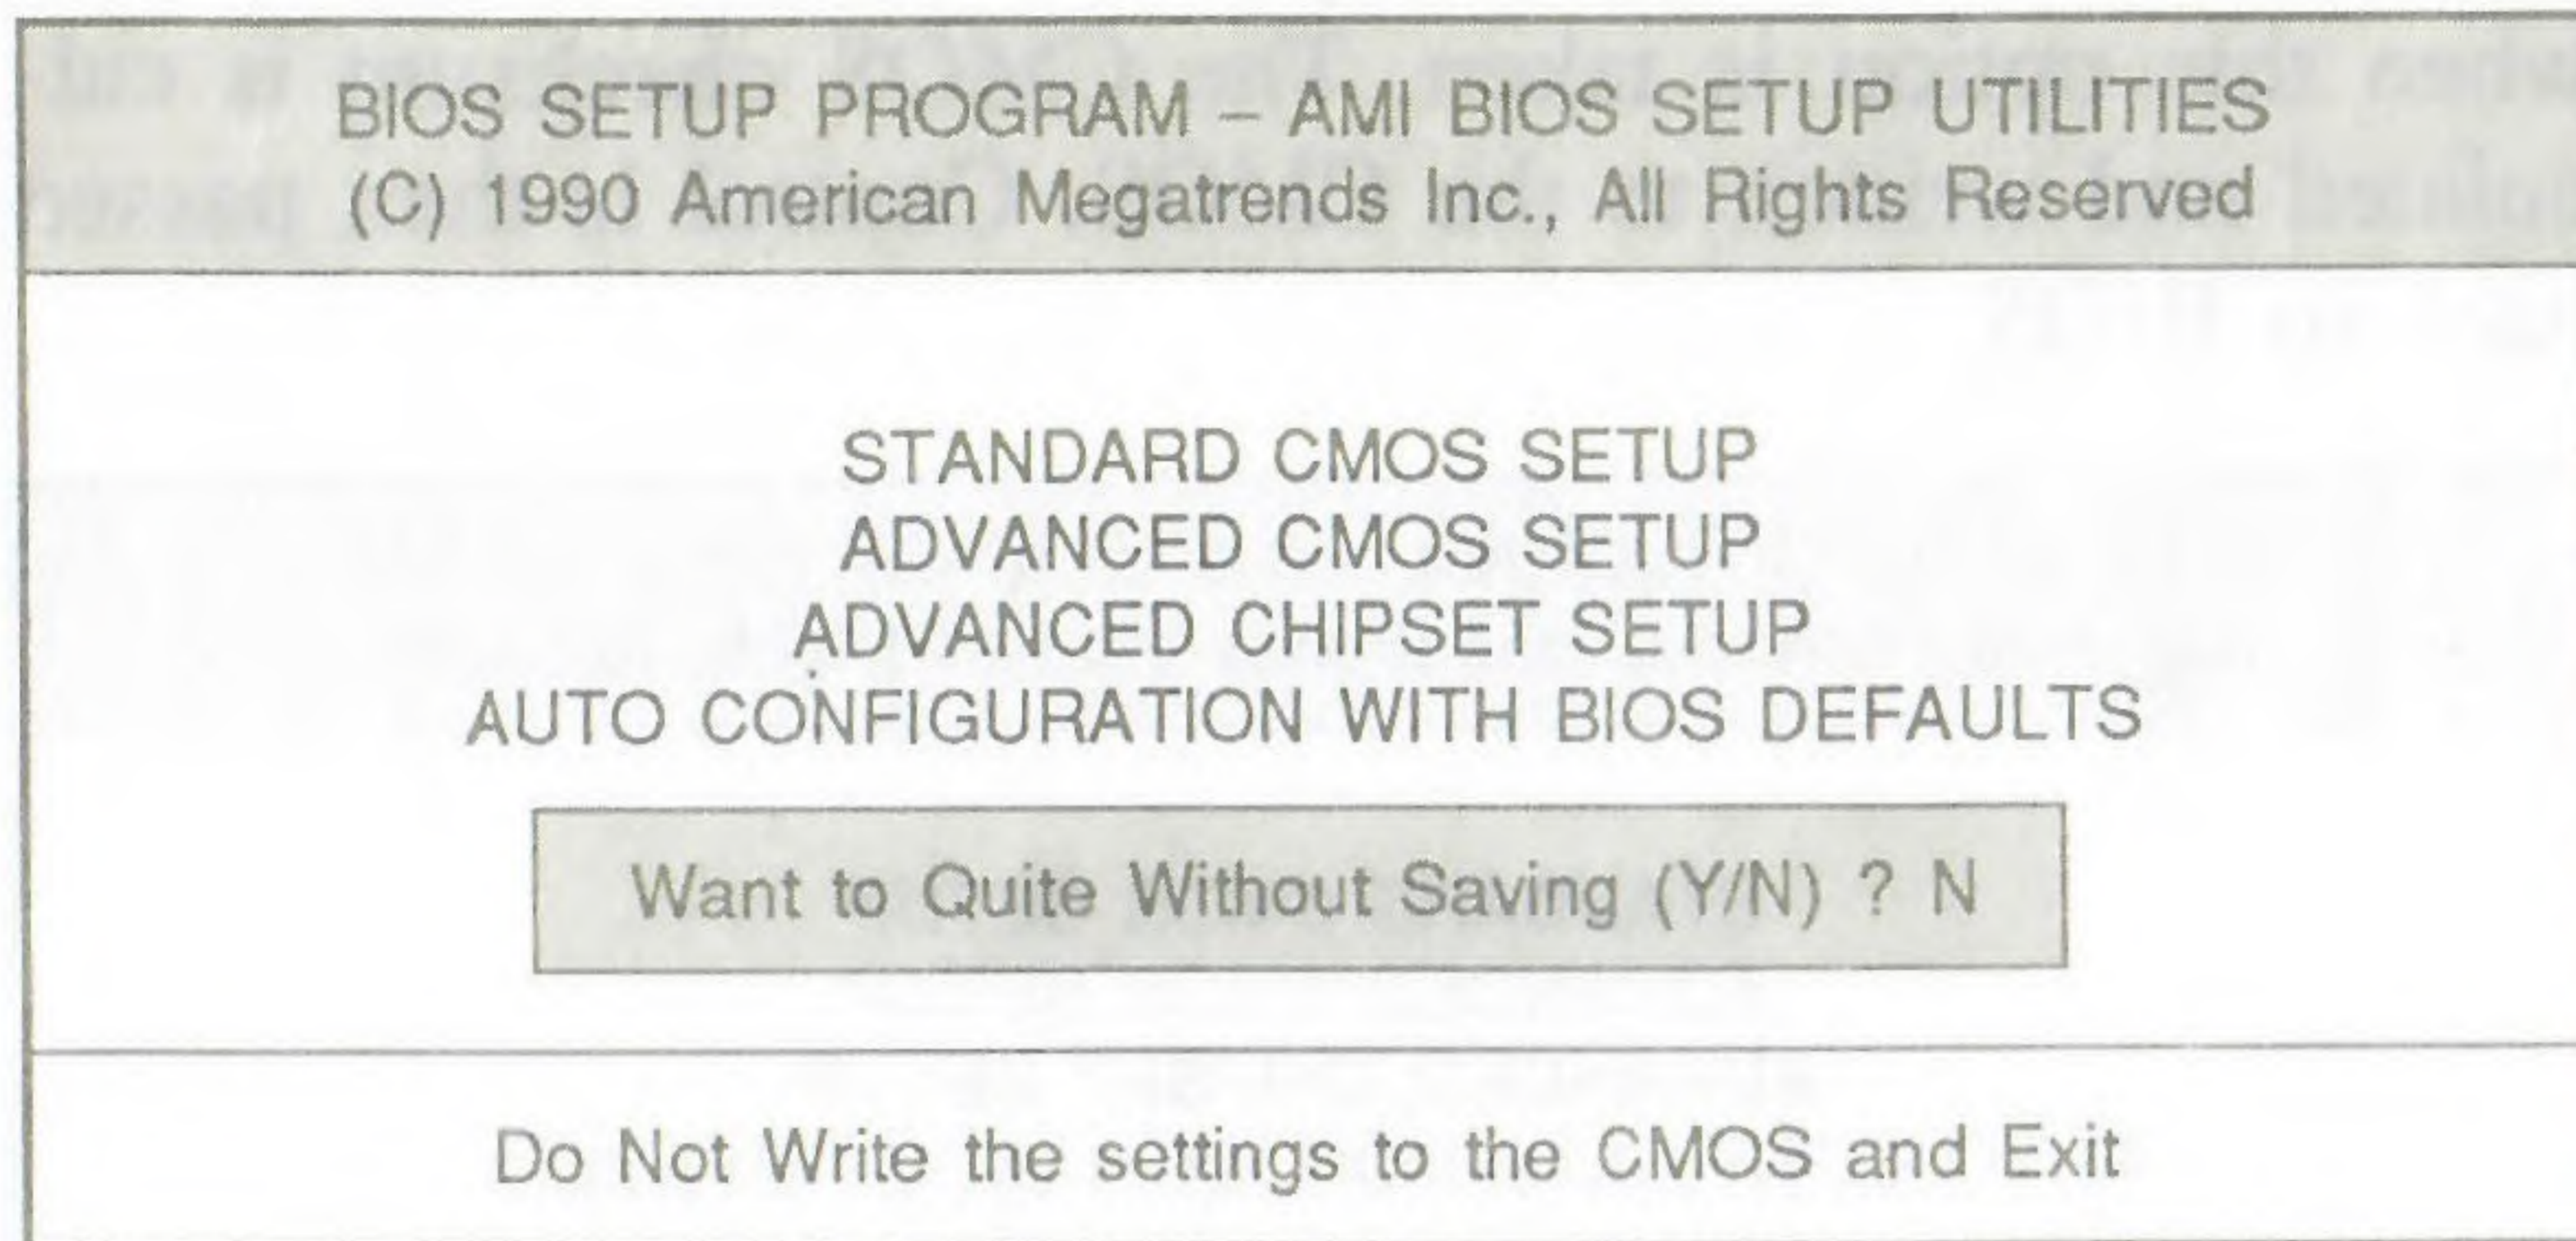 BIOS SETUP PROGRAM – AMI BIOS SETUP UTILITIES
(C) 1990 American Megatrends Inc., All Rights Reserved
STANDARD CMOS SETUP
ADVANCED CMOS SETUP
ADVANCED CHIPSET SETUP
AUTO CONFIGURATION WITH BIOS DEFAULTS
Want to Quite Without Saving (Y/N) ? N
Do Not Write the settings to the CMOS and Exit